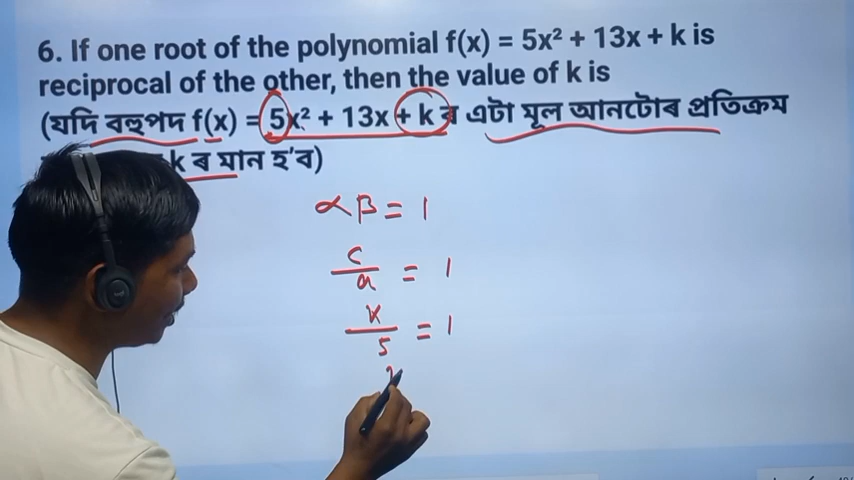 6. If one root of the polynomial f(x) = 5x² + 13x + k is
reciprocal of the other, then the value of k is
(যদি বহুপদ f(x) = 5x² + 13x + k ৰ এটা মূল আনটোৰ প্ৰতিক্ৰম
k ৰ মান হ'ব)
αβ = 1
c/a = 1
k/5 = 1